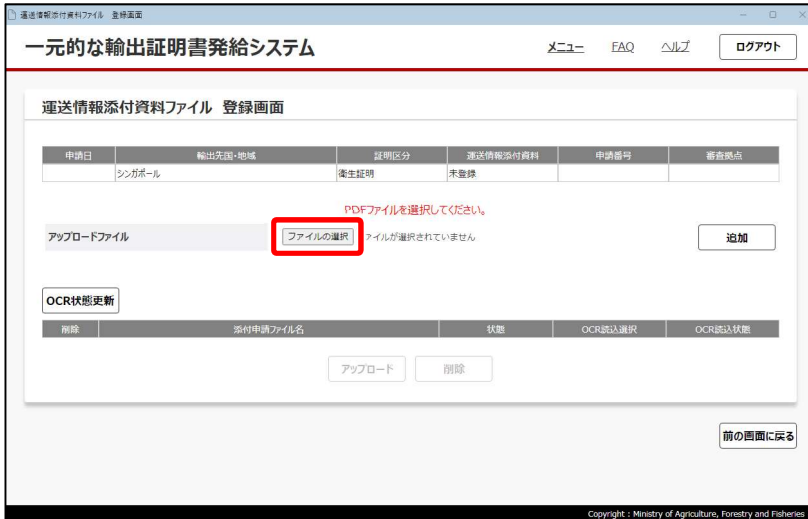 運送情報添付資料ファイル 登録画面
一元的な輸出証明書発給システム メニュー FAQ ヘルプ ログアウト
運送情報添付資料ファイル 登録画面
申請日 輸出先国・地域 証明区分 運送情報添付資料 申請番号 審査拠点
シンガポール 衛生証明 未登録
PDFファイルを選択してください。
アップロードファイル ファイルの選択 ァイルが選択されていません 追加
OCR状態更新
削除 添付申請ファイル名 状態 OCR読込選択 OCR読込状態
アップロード 削除
前の画面に戻る
Copyright : Ministry of Agriculture, Forestry and Fisheries